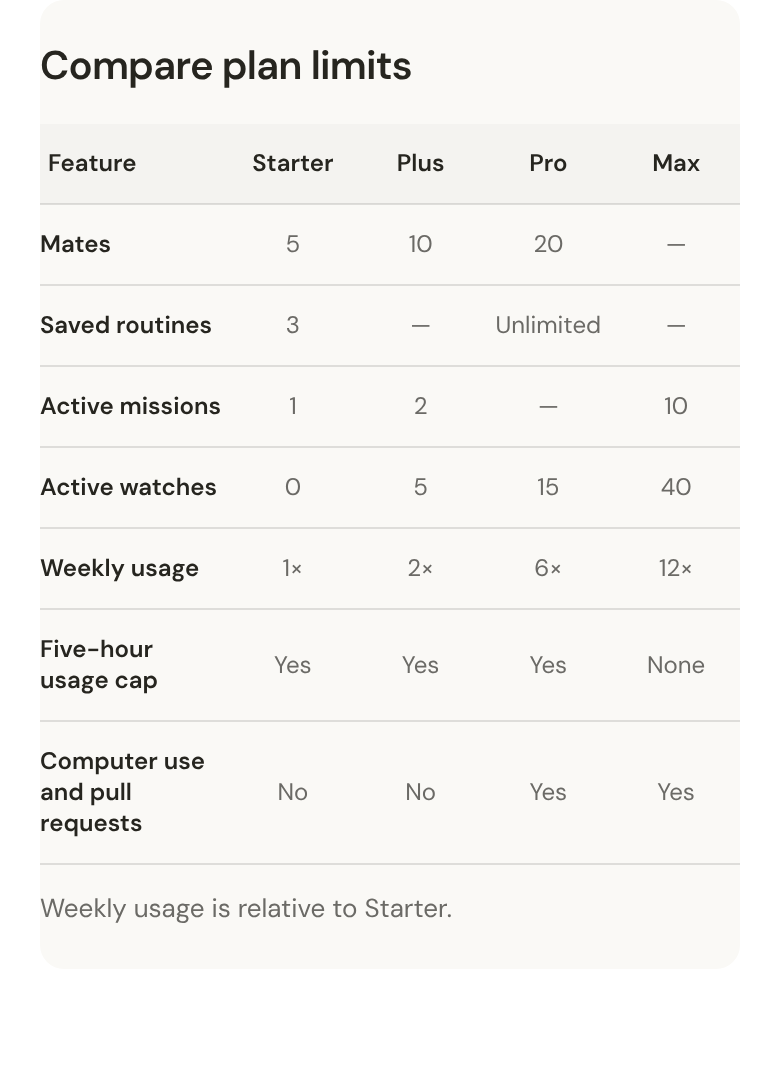 Compare plan limits
Feature Starter Plus Pro Max
Mates 5 10 20 —
Saved routines 3 — Unlimited —
Active missions 1 2 — 10
Active watches 0 5 15 40
Weekly usage 1× 2× 6× 12×
Five-hour
usage cap Yes Yes Yes None
Computer use
and pull No No Yes Yes
requests
Weekly usage is relative to Starter.